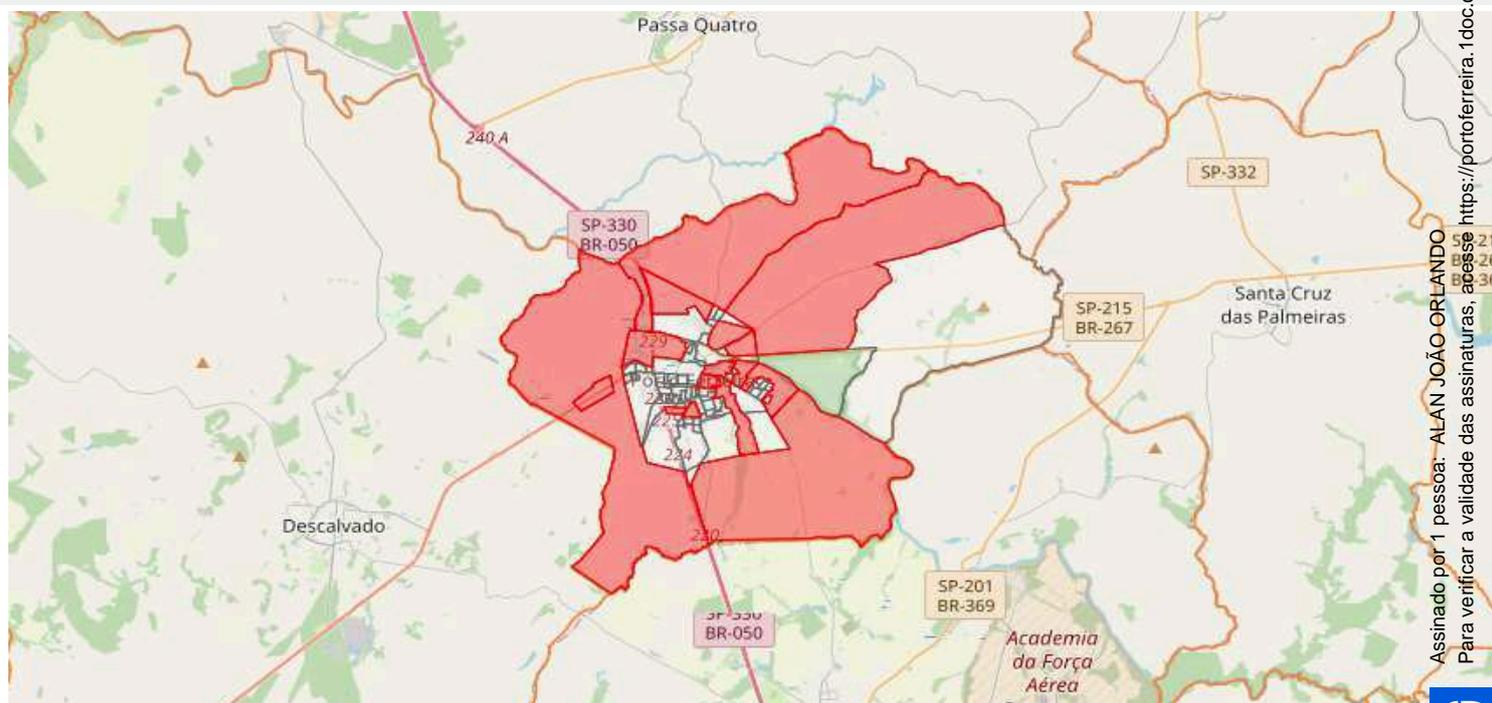 Passa Quatro
240 A
SP-332
SP-330
BR-050
SP-215
BR-267
Santa Cruz
das Palmeiras
229
224
Descalvado
SP-201
BR-369
SP-330
BR-050
Academia
da Força
Aérea
Assinado por 1 pessoa: ALAN JOÃO ORLANDO
Para verificar a validade das assinaturas, acesse https://portoferreira.1doc.